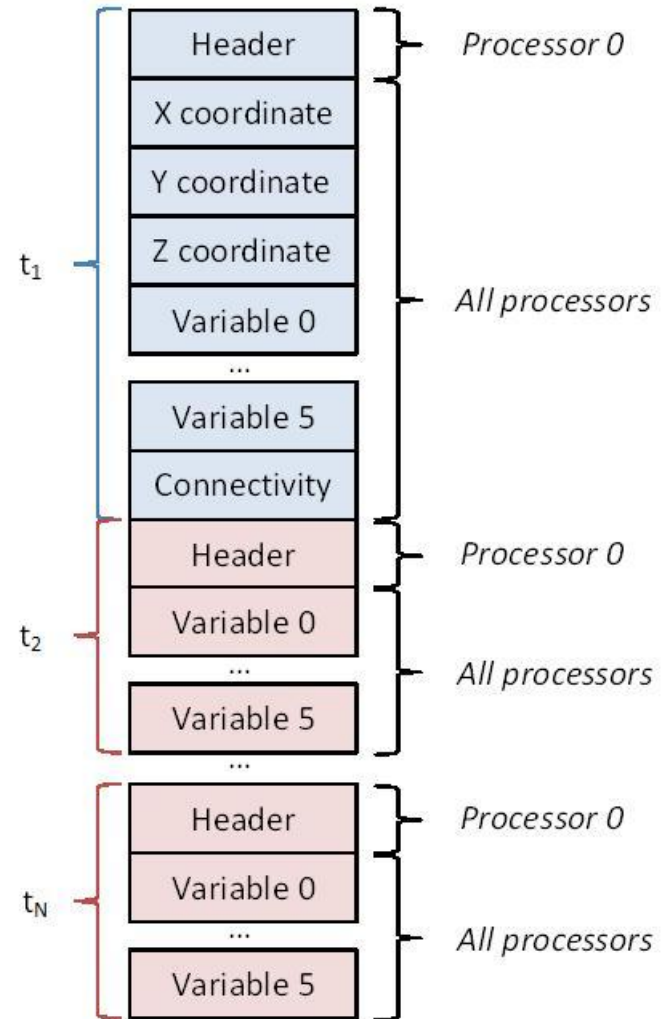 Header
Processor 0
X coordinate
Y coordinate
Z coordinate
t1
All processors
Variable 0
...
Variable 5
Connectivity
Header
Processor 0
Variable 0
t2
...
All processors
Variable 5
...
Header
Processor 0
Variable 0
tN
...
All processors
Variable 5